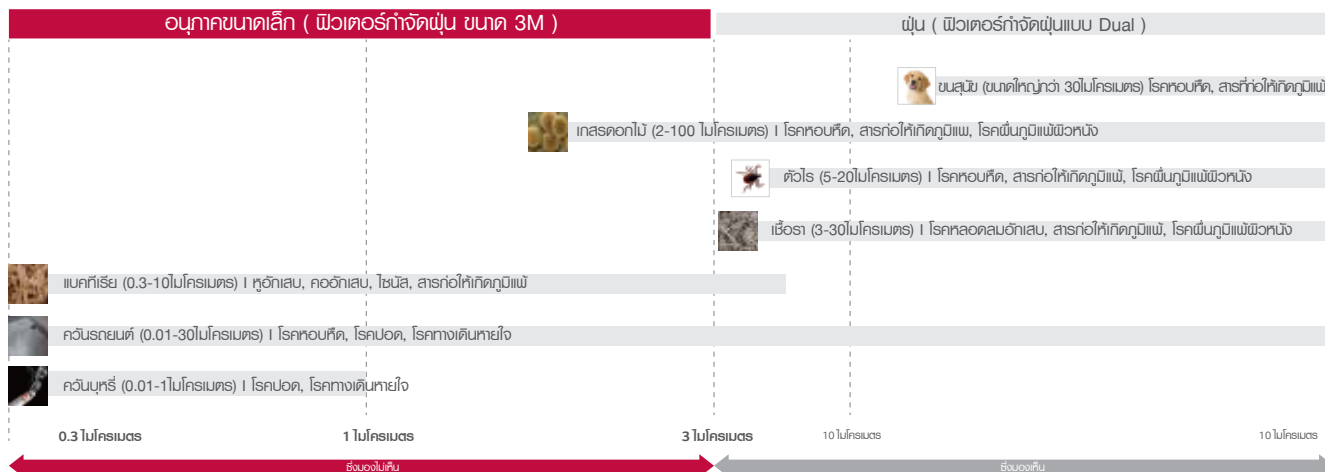 อนุภาคขนาดเล็ก ( ฟิวเตอร์กำจัดฝุ่น ขนาด 3M )
ฝุ่น ( ฟิวเตอร์กำจัดฝุ่นแบบ Dual )
ขนสุนัข (ขนาดใหญ่กว่า 30ไมโครเมตร) โรคหอบหืด, สารที่ก่อให้เกิดภูมิแพ้
เกสรดอกไม้ (2-100 ไมโครเมตร) I โรคหอบหืด, สารก่อให้เกิดภูมิแพ, โรคผื่นภูมิแพ้ผิวหนัง
ตัวไร (5-20ไมโครเมตร) I โรคหอบหืด, สารก่อให้เกิดภูมิแพ้, โรคผื่นภูมิแพ้ผิวหนัง
เชื้อรา (3-30ไมโครเมตร) I โรคหลอดลมอักเสบ, สารก่อให้เกิดภูมิแพ้, โรคผื่นภูมิแพ้ผิวหนัง
แบคทีเรีย (0.3-10ไมโครเมตร) I หูอักเสบ, คออักเสบ, ไซนัส, สารก่อให้เกิดภูมิแพ้
ควันรถยนต์ (0.01-30ไมโครเมตร) I โรคหอบหืด, โรคปอด, โรคทางเดินหายใจ
ควันบุหรี่ (0.01-1ไมโครเมตร) I โรคปอด, โรคทางเดินหายใจ
0.3 ไมโครเมตร
1 ไมโครเมตร
3 ไมโครเมตร
10 ไมโครเมตร
10 ไมโครเมตร
ซึ่งมองไม่เห็น
ซึ่งมองเห็น